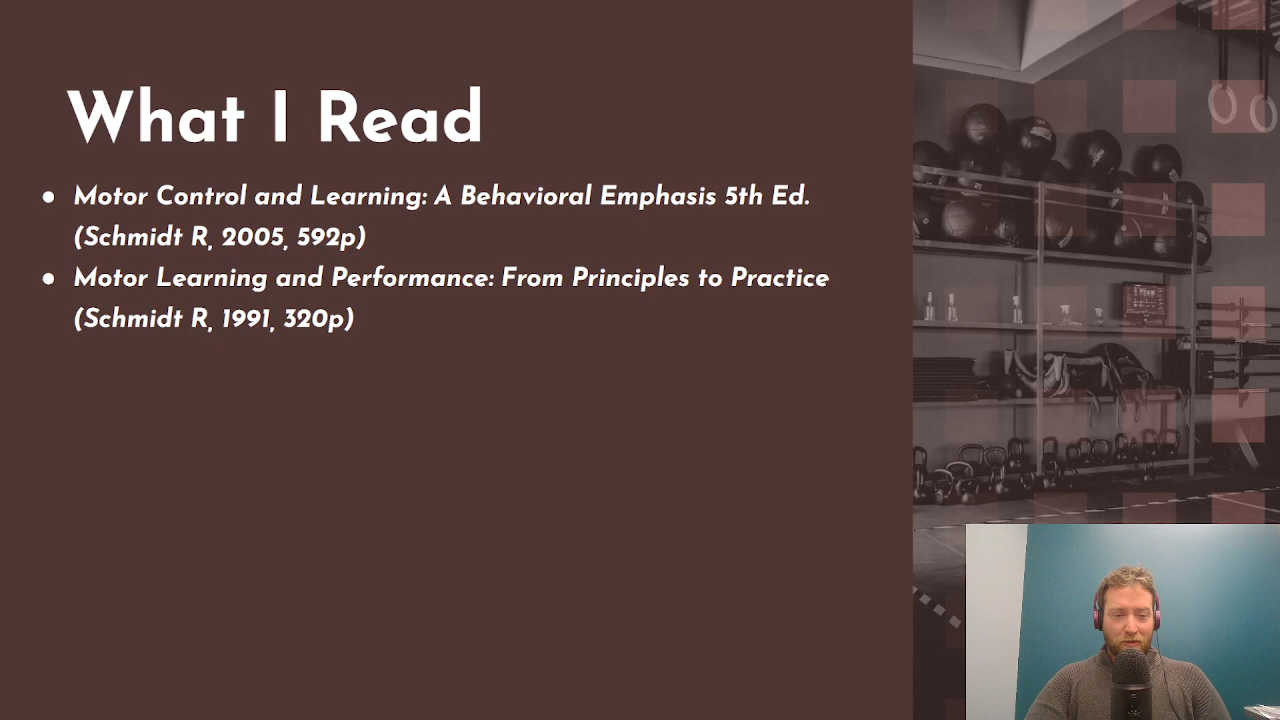 What I Read
● Motor Control and Learning: A Behavioral Emphasis 5th Ed.
(Schmidt R, 2005, 592p)
● Motor Learning and Performance: From Principles to Practice
(Schmidt R, 1991, 320p)